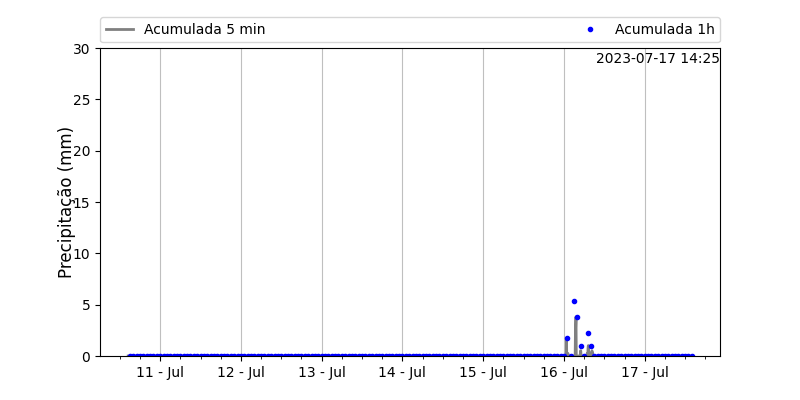 Acumulada 5 min
Acumulada 1h
2023-07-17 14:25
Precipitação (mm)
30
25
20
15
10
5
0
11 - Jul
12 - Jul
13 - Jul
14 - Jul
15 - Jul
16 - Jul
17 - Jul